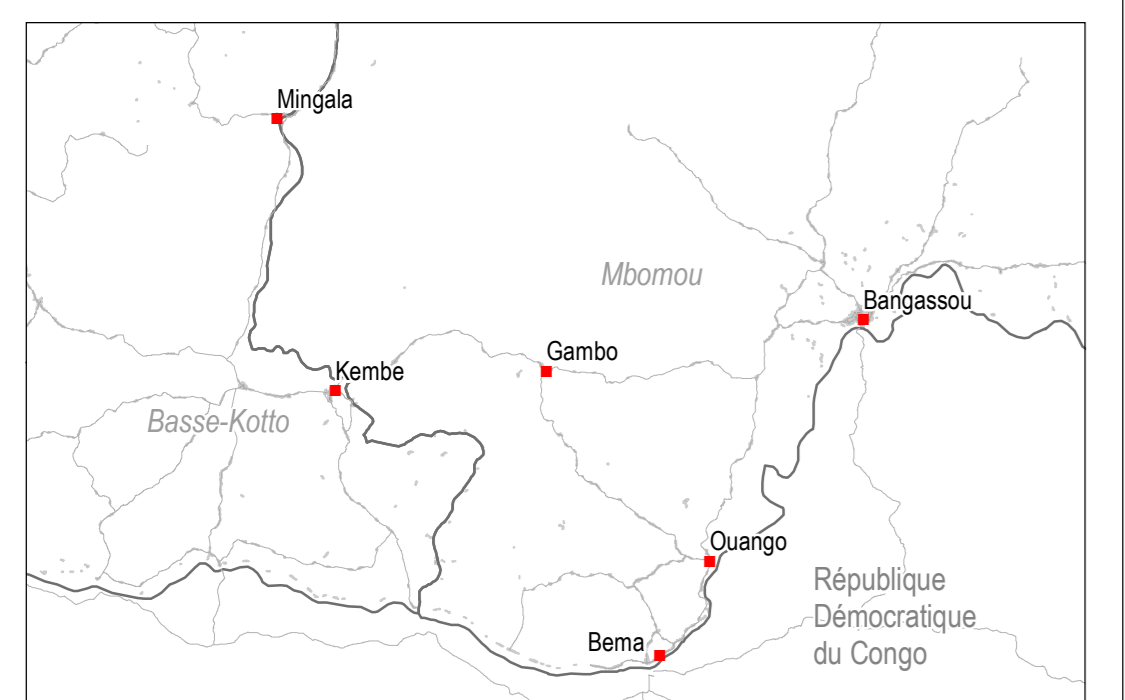 Mingala
Mbomou
Bangassou
Gambo
Kembe
Basse-Kotto
Ouango
République
Démocratique
du Congo
Bema